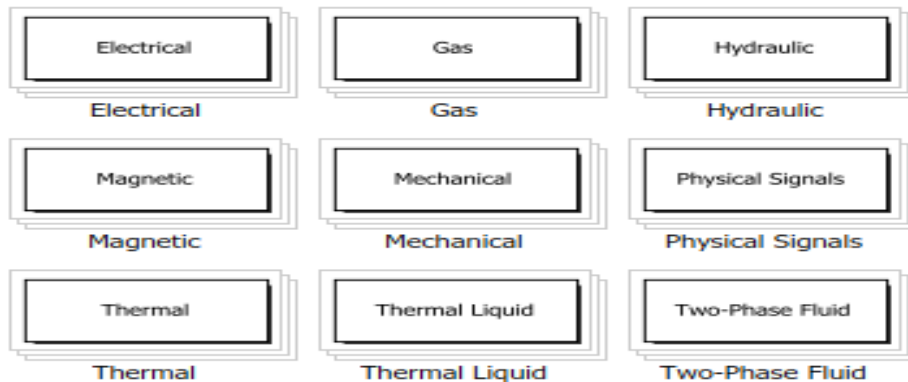 Electrical
Gas
Hydraulic
Electrical
Gas
Hydraulic
Magnetic
Mechanical
Physical Signals
Magnetic
Mechanical
Physical Signals
Thermal
Thermal Liquid
Two-Phase Fluid
Thermal
Thermal Liquid
Two-Phase Fluid